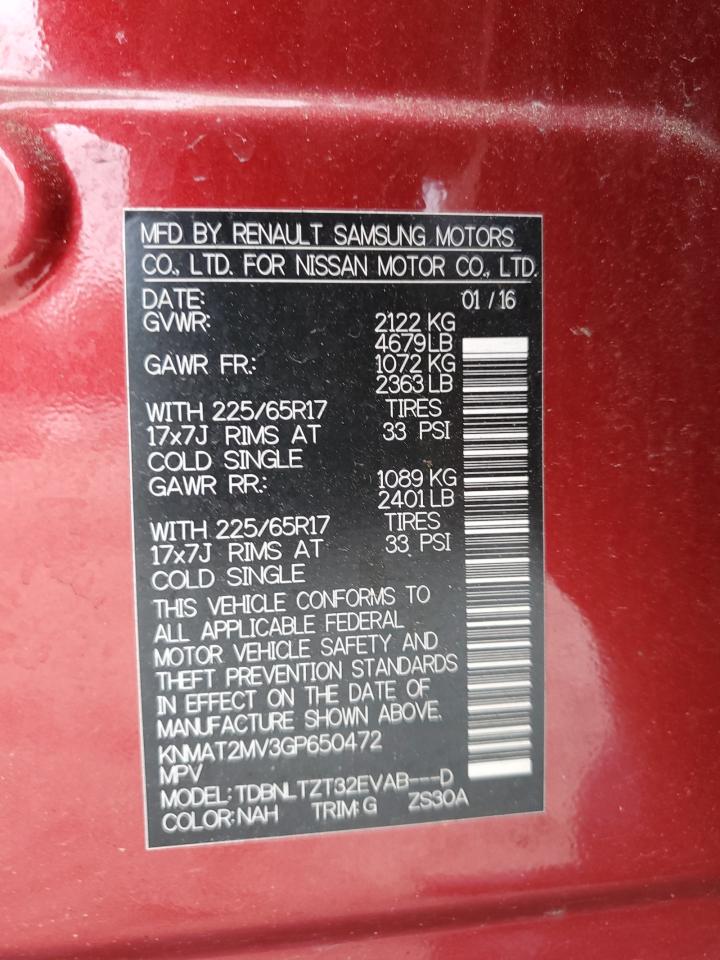 MFD BY RENAULT SAMSUNG MOTORS
CO., LTD. FOR NISSAN MOTOR CO., LTD.
DATE: 01 / 16
GVWR: 2122 KG
4679 LB
GAWR FR.: 1072 KG
2363 LB
WITH 225/65R17 TIRES
17x7J RIMS AT 33 PSI
COLD SINGLE
GAWR RR.: 1089 KG
2401 LB
WITH 225/65R17 TIRES
17x7J RIMS AT 33 PSI
COLD SINGLE
THIS VEHICLE CONFORMS TO
ALL APPLICABLE FEDERAL
MOTOR VEHICLE SAFETY AND
THEFT PREVENTION STANDARDS
IN EFFECT ON THE DATE OF
MANUFACTURE SHOWN ABOVE.
KNMAT2MV3GP650472
MPV
MODEL: TDBNLTZT32EVAB---D
COLOR: NAH TRIM: G ZS30A